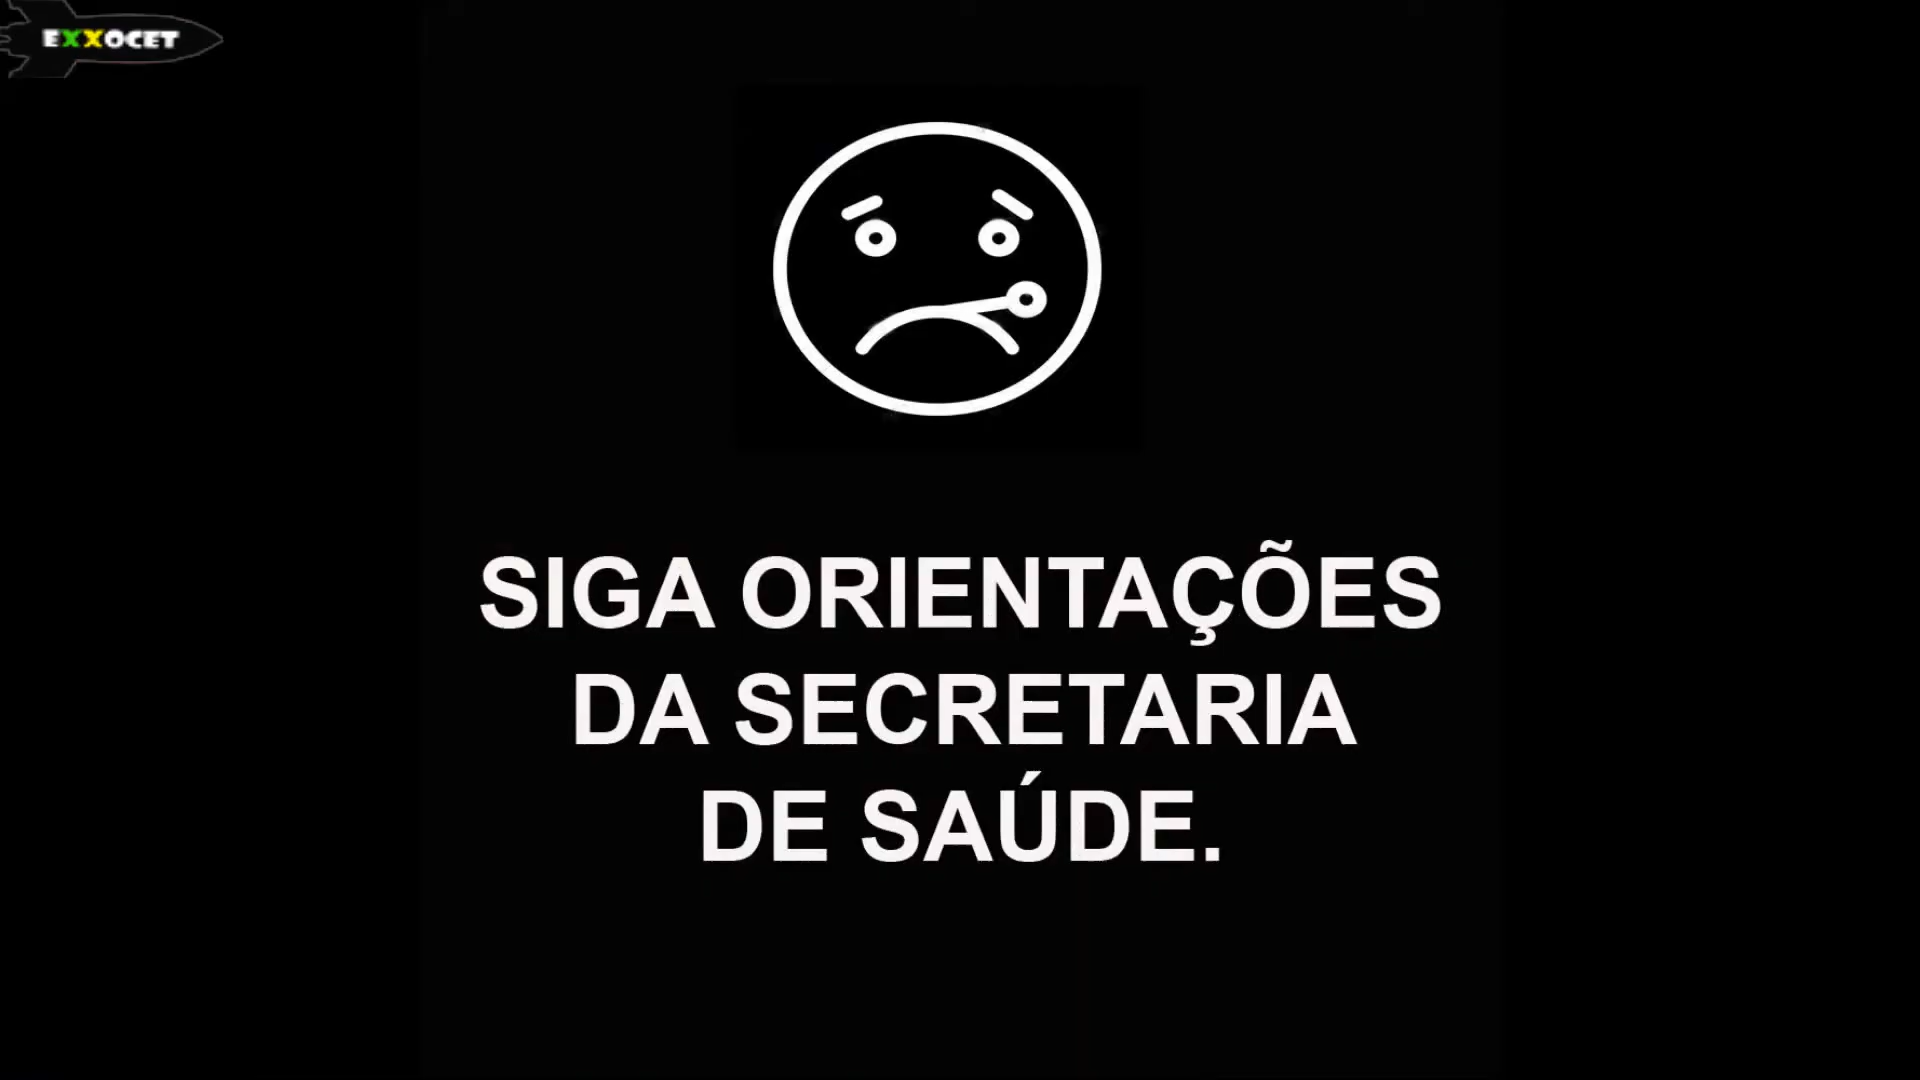 EXXOCET
SIGA ORIENTAÇÕES
DA SECRETARIA
DE SAÚDE.